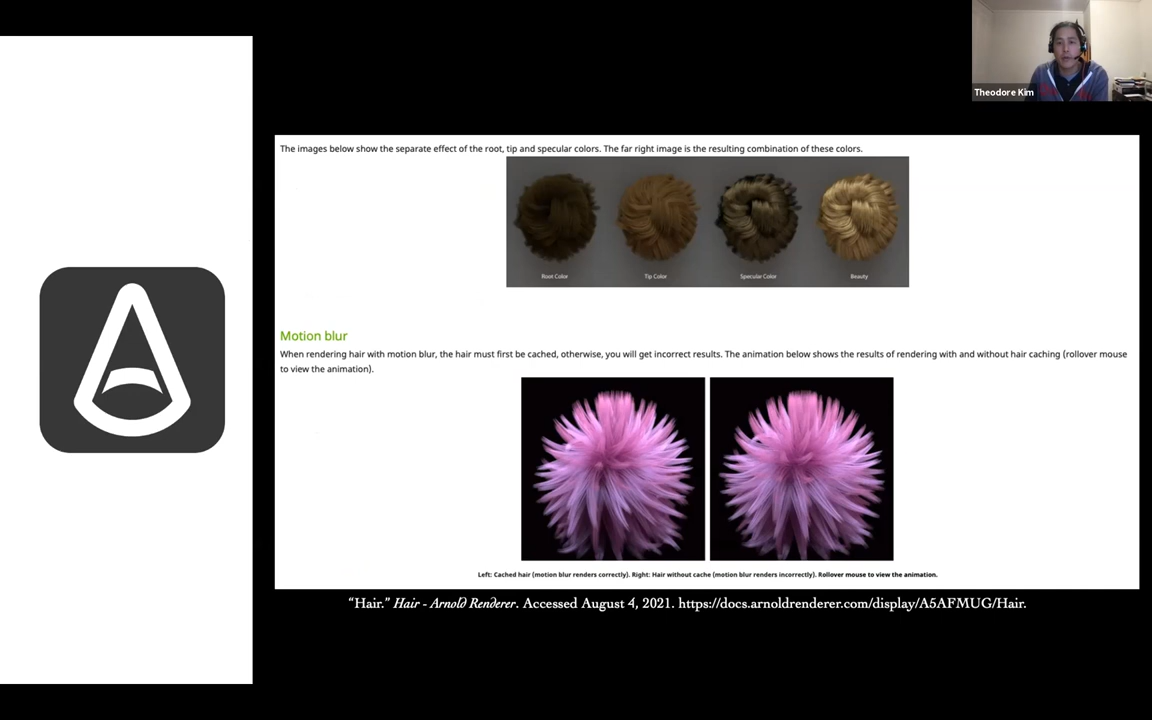 Theodore Kim
The images below show the separate effect of the root, tip and specular colors. The far right image is the resulting combination of these colors.
Root Color
Tip Color
Specular Color
Beauty
Motion blur
When rendering hair with motion blur, the hair must first be cached, otherwise, you will get incorrect results. The animation below shows the results of rendering with and without hair caching (rollover mouse
to view the animation).
Left: Cached hair (motion blur renders correctly). Right: Hair without cache (motion blur renders incorrectly). Rollover mouse to view the animation.
“Hair.” Hair - Arnold Renderer. Accessed August 4, 2021. https://docs.arnoldrenderer.com/display/A5AFMUG/Hair.